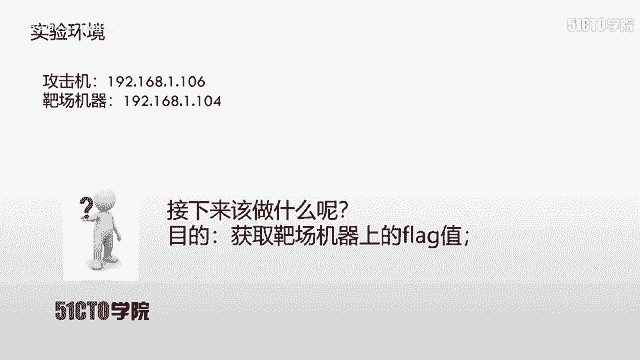 实验环境
51CTO学院
攻击机：192.168.1.106
靶场机器：192.168.1.104
?
接下来该做什么呢？
目的：获取靶场机器上的flag值；
51CTO学院